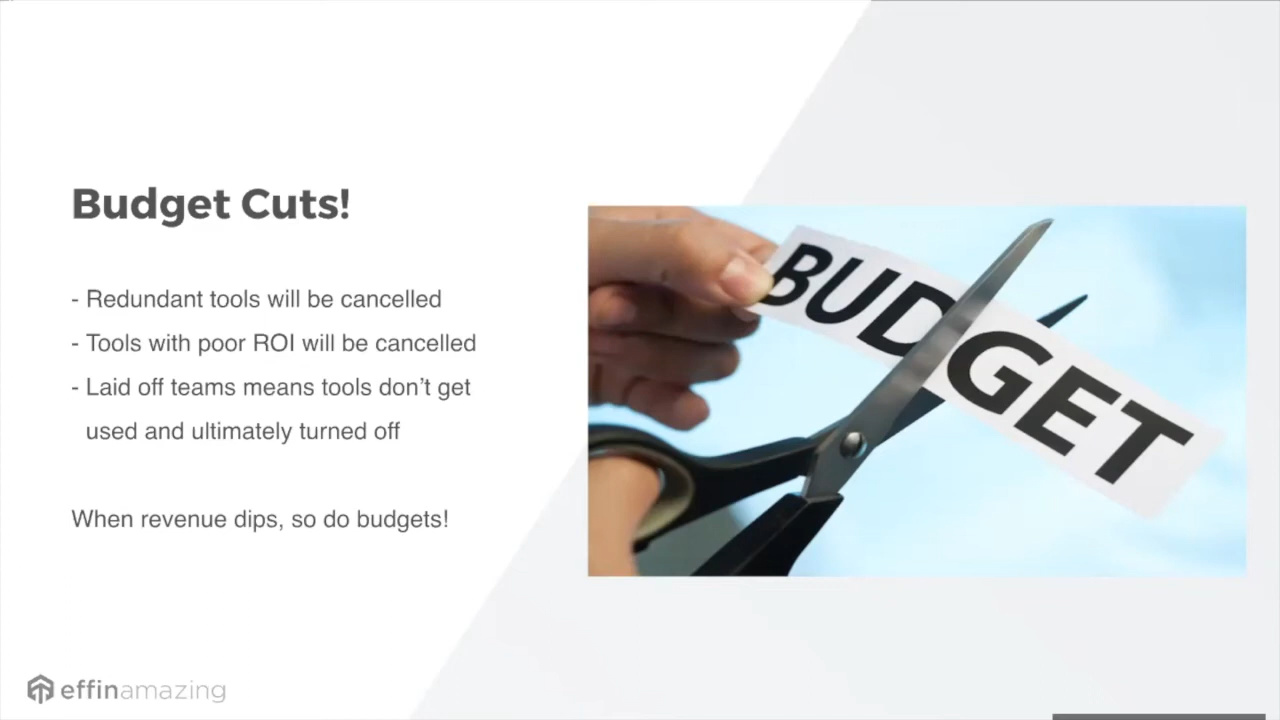 Budget Cuts!
- Redundant tools will be cancelled
- Tools with poor ROI will be cancelled
- Laid off teams means tools don’t get
used and ultimately turned off
When revenue dips, so do budgets!
BUDGET
effinamazing